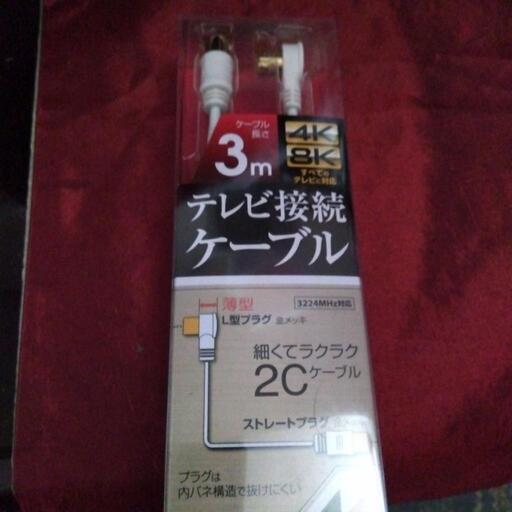 ケーブル
長さ
3m
4K
8K
すべての
テレビに対応
テレビ接続
ケーブル
薄型
3224MHz対応
L型プラグ 金メッキ
細くてラクラク
2Cケーブル
ストレートプラグ
プラグは
内バネ構造で抜けにくい